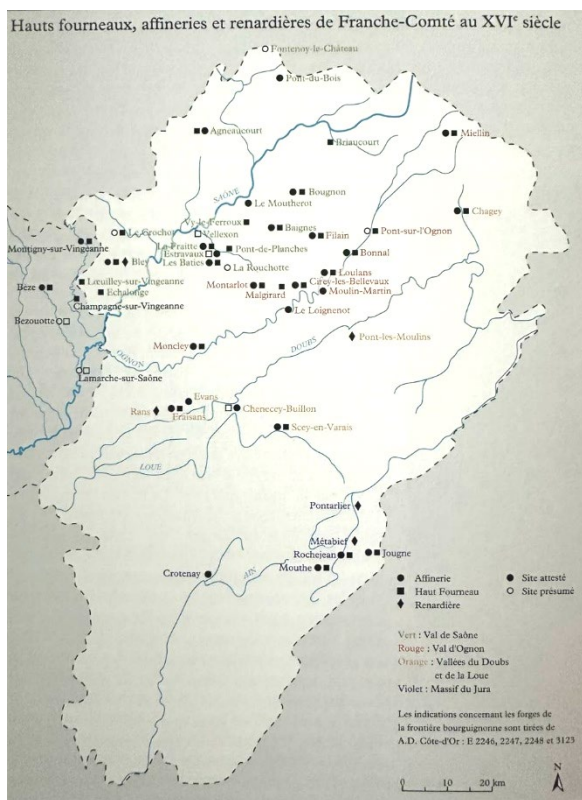 Hauts fourneaux, affineries et renardières de Franche-Comté au XVIe siècle
Fontenoy-le-Château
Pont-du-Bois
Agneaucourt
Briaucourt
Miellin
SAÔNE
Bougnon
Le Moutherot
Chagey
Vy-le-Ferroux
Le Crochot
Vellexon
Baignes
Filain
Pont-sur-l'Ognon
Montigny-sur-Vingeanne
La Fraitte
Pont-de-Planches
Estravaux
Bonnal
Bley
Les Baties
La Rouchotte
Loulans
Bèze
Lœuilley-sur-Vingeanne
Montarlot
Cirey-les-Bellevaux
Echalonge
Malgirard
Moulin-Martin
Champagne-sur-Vingeanne
Le Loignenot
Bezouotte
OGNON
DOUBS
Pont-les-Moulins
Moncley
Lamarche-sur-Saône
Evans
Rans
Fraisans
Chenecey-Buillon
Scey-en-Varais
LOUE
Pontarlier
Métabief
Rochejean
Jougne
Mouthe
Crotenay
AIN
Affinerie
Site attesté
Haut Fourneau
Site présumé
Renardière
Vert : Val de Saône
Rouge : Val d'Ognon
Orange : Vallées du Doubs
et de la Loue
Violet : Massif du Jura
Les indications concernant les forges de
la frontière bourguignonne sont tirées de
A.D. Côte-d'Or : E 2246, 2247, 2248 et 3123
N
0 10 20 km